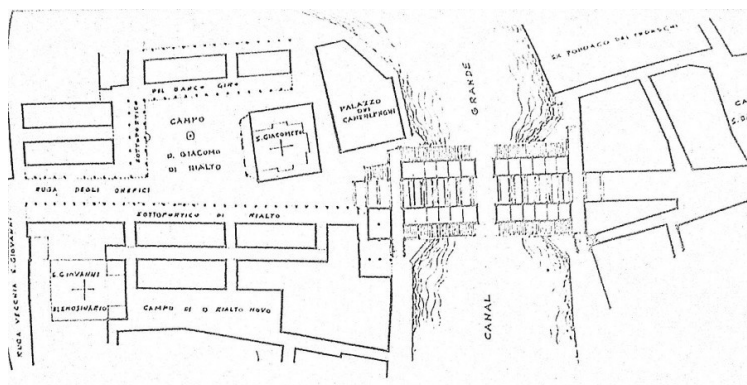 DEL BANCO GIRO
SOTTOPORTICO
CAMPO
D. GIACOMO
DI RIALTO
S. GIACOMETO
PALAZZO
DEI
CAMERLENGHI
GRANDE
FONDACO DEI TEDESCHI
RUGA DEGLI OREFICI
SOTTOPORTICO DI RIALTO
RUGA VECCHIA S. GIOVANNI
S. GIOVANNI
ELEMOSINARIO
CAMPO DI D RIALTO NOVO
CANAL